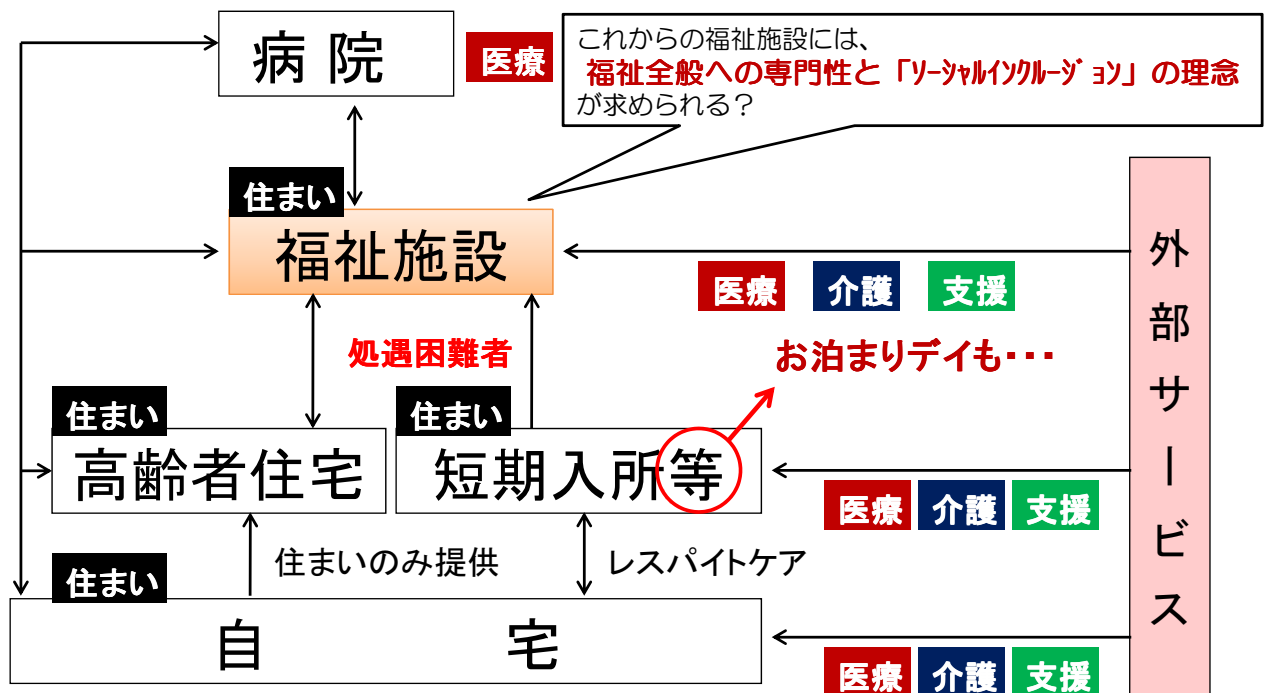 病 院
医療
これからの福祉施設には、
福祉全般への専門性と「ｿｰｼｬﾙｲﾝｸﾙｰｼﾞｮﾝ」の理念
が求められる？
住まい
福祉施設
外部サービス
医療 介護 支援
処遇困難者
お泊まりデイも・・・
住まい
高齢者住宅
住まい
短期入所等
医療 介護 支援
住まいのみ提供
レスパイトケア
住まい
自 宅
医療 介護 支援